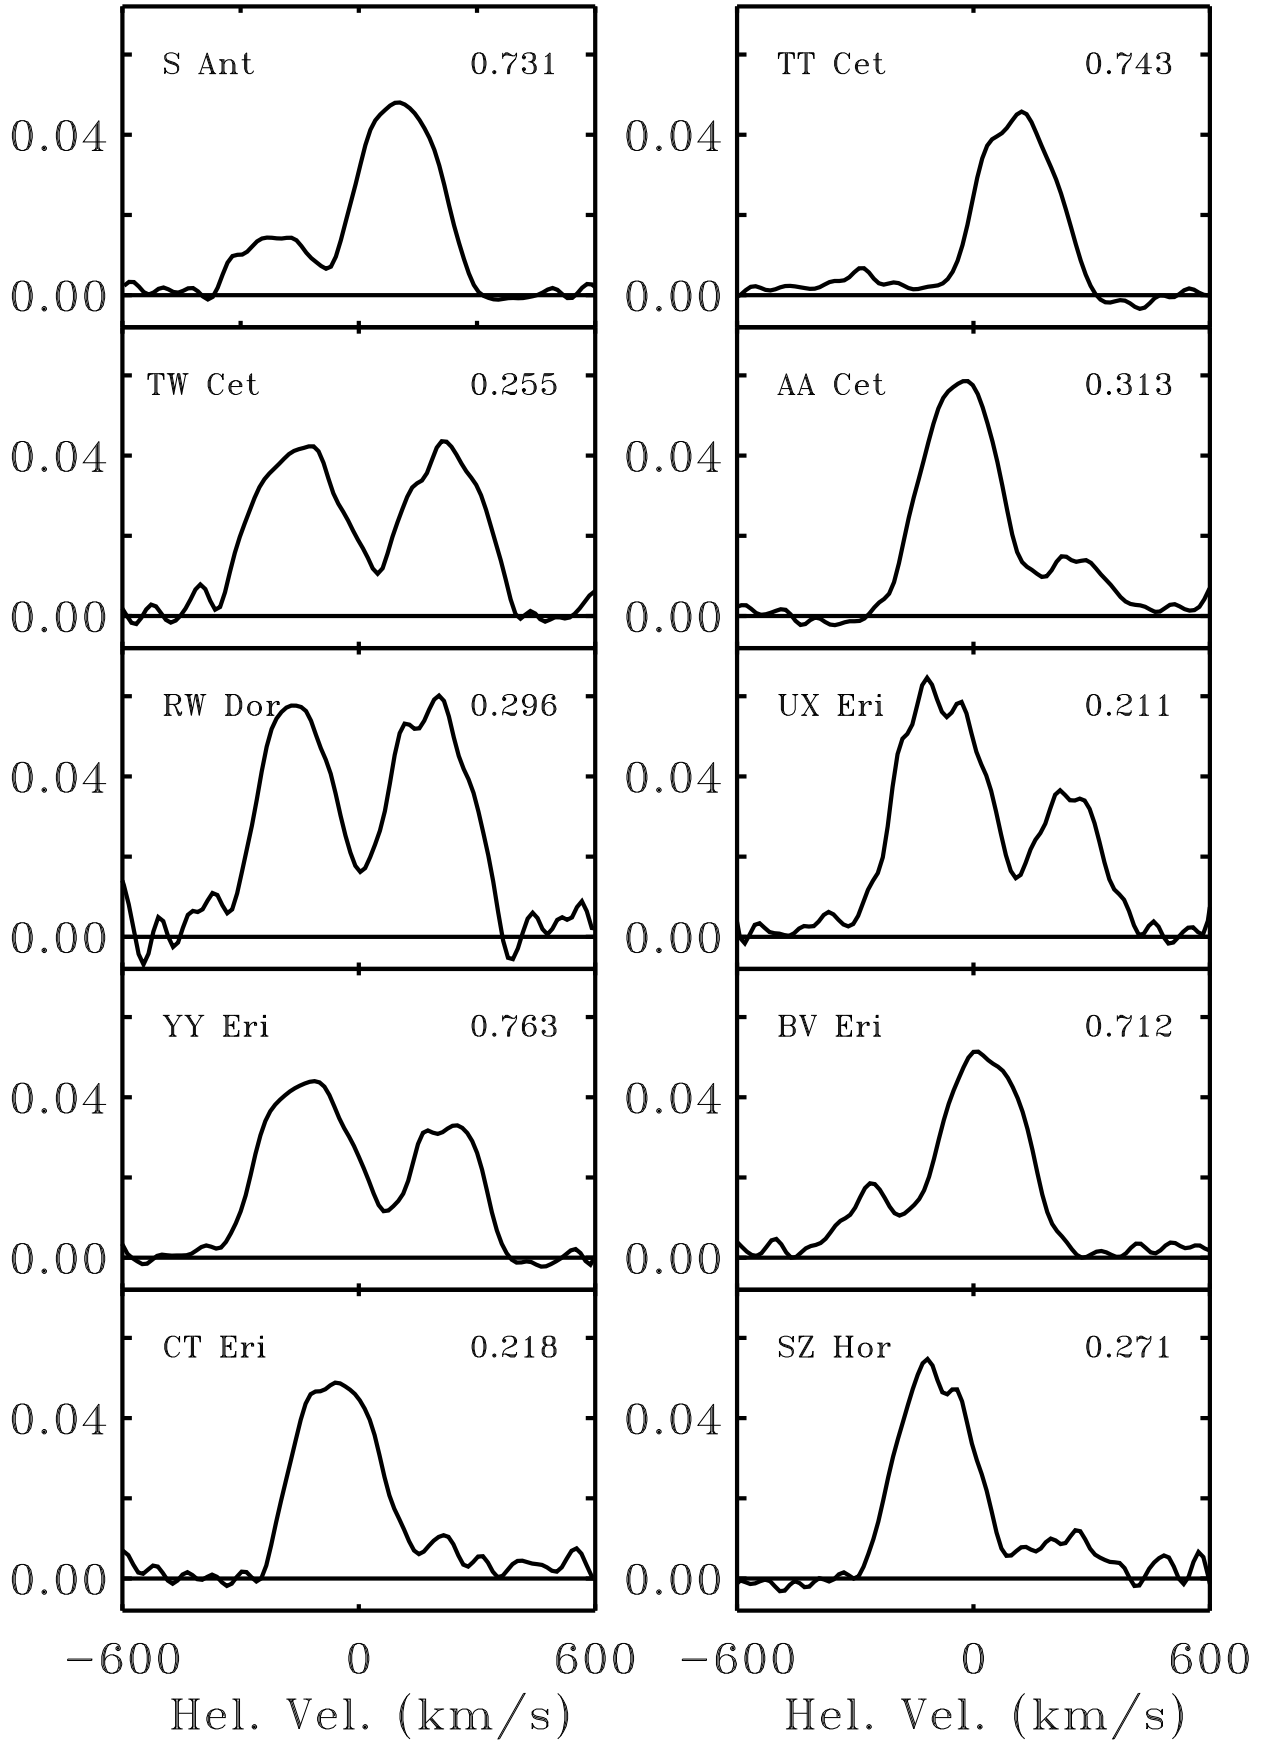 S Ant 0.731
0.04
0.00
TT Cet 0.743
0.04
0.00
TW Cet 0.255
0.04
0.00
AA Cet 0.313
0.04
0.00
RW Dor 0.296
0.04
0.00
UX Eri 0.211
0.04
0.00
YY Eri 0.763
0.04
0.00
BV Eri 0.712
0.04
0.00
CT Eri 0.218
0.04
0.00
SZ Hor 0.271
0.04
0.00
−600 0 600
Hel. Vel. (km/s)
−600 0 600
Hel. Vel. (km/s)